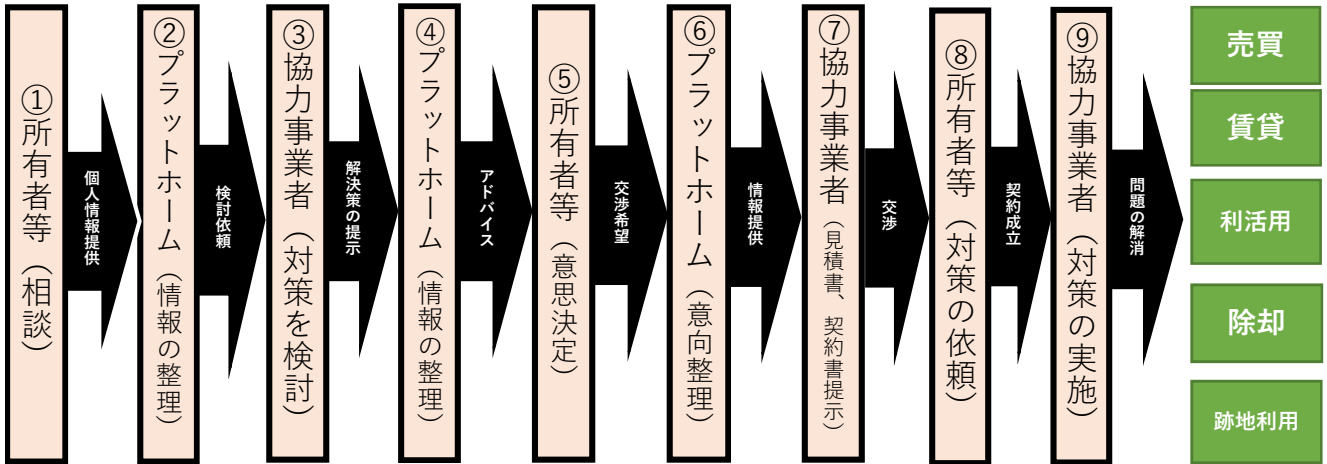 ①所有者等（相談）
個人情報提供
②プラットホーム（情報の整理）
検討依頼
③協力事業者（対策を検討）
解決策の提示
④プラットホーム（情報の整理）
アドバイス
⑤所有者等（意思決定）
交渉希望
⑥プラットホーム（意向整理）
情報提供
⑦協力事業者（見積書、契約書提示）
交渉
⑧所有者等（対策の依頼）
契約成立
⑨協力事業者（対策の実施）
問題の解消
売買
賃貸
利活用
除却
跡地利用